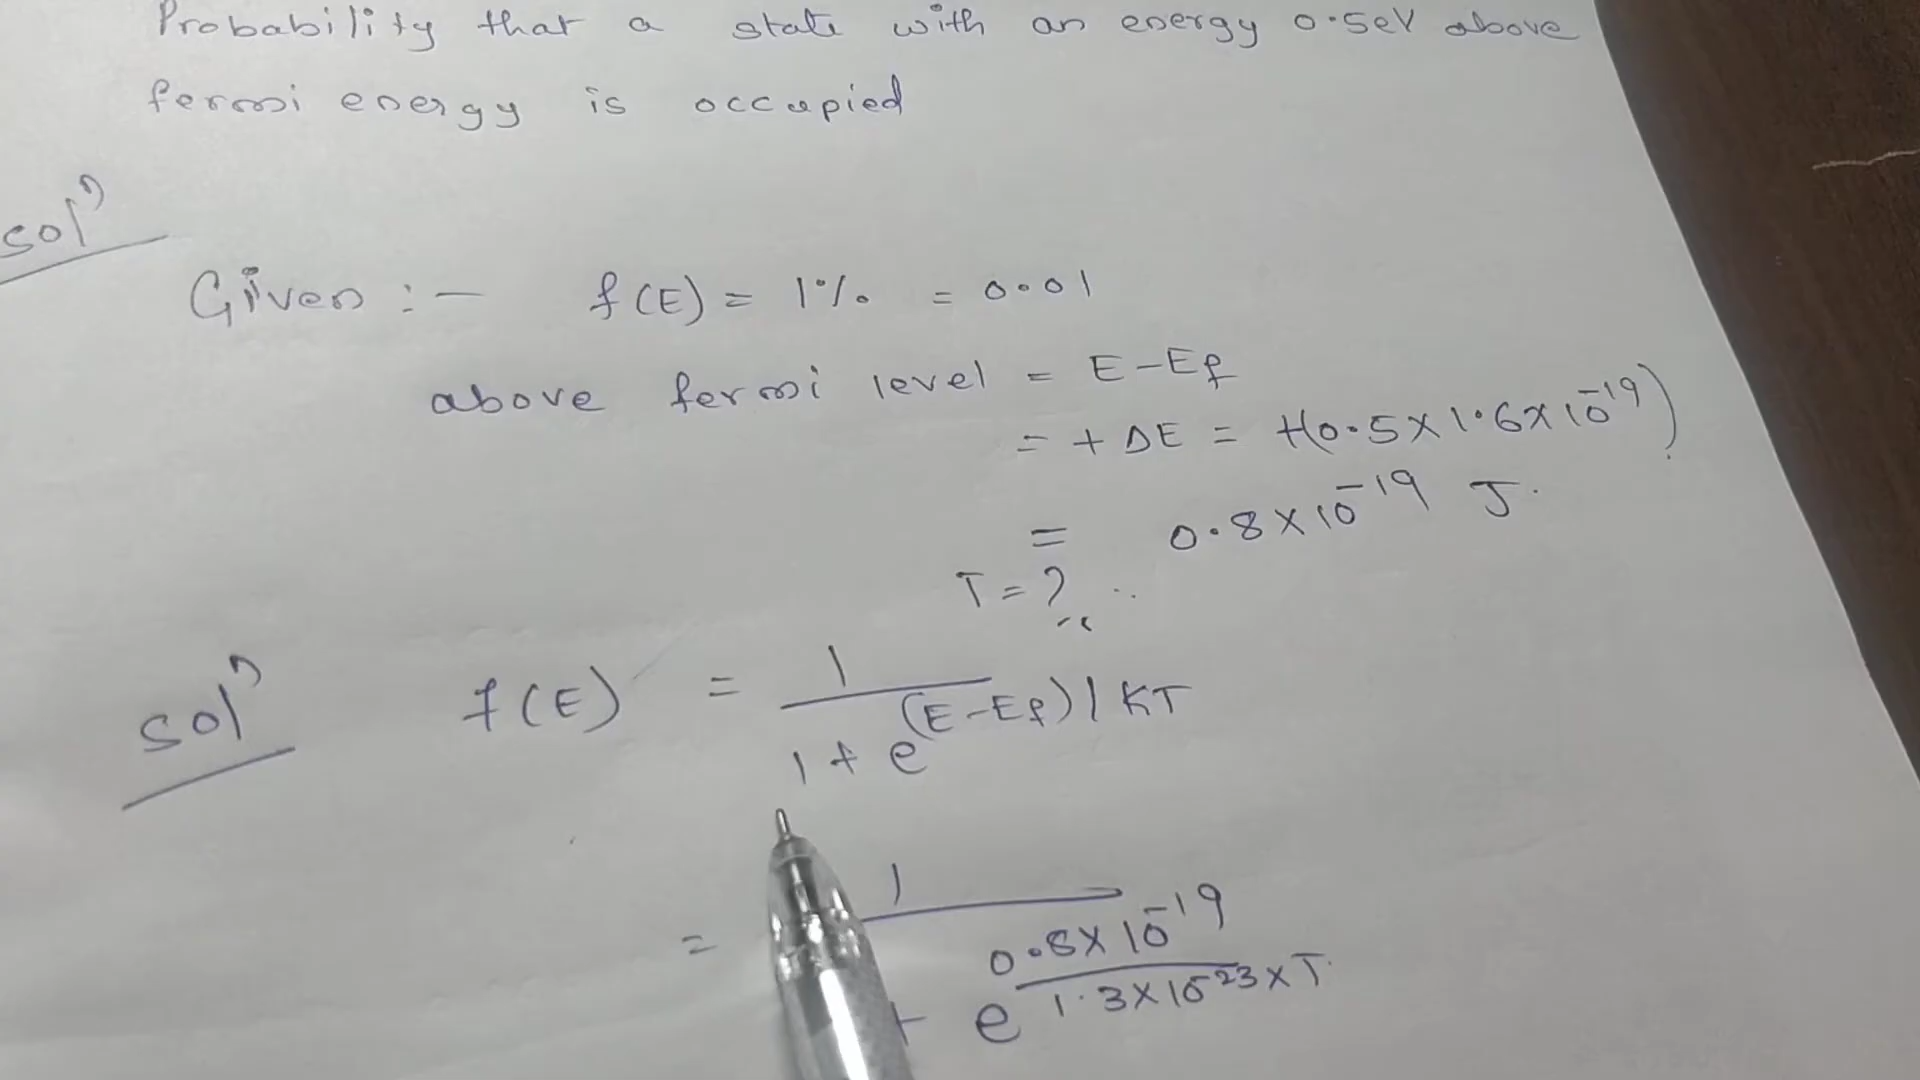 Probability that a state with an energy 0.5eV above
fermi energy is occupied
Sol^n
Given :- f(E) = 1% = 0.01
above fermi level = E-Ef
= + ΔE = +(0.5 × 1.6 × 10^-19)
= 0.8 × 10^-19 J.
T = ?
Sol^n f(E) = 1 / (1 + e^(E-Ef)/KT)
= 1 / + e^(0.8 × 10^-19 / 1.3 × 10^-23 × T)